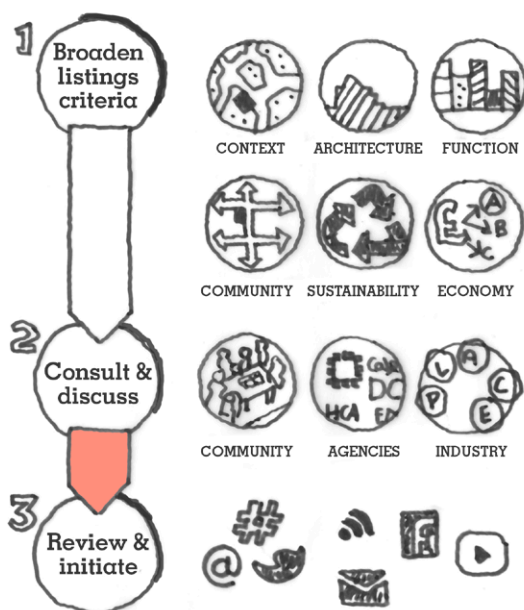 1
Broaden
listings
criteria
CONTEXT ARCHITECTURE FUNCTION
£ A
B
C
COMMUNITY SUSTAINABILITY ECONOMY
2
Consult &
discuss
DC
HCA
L A C E P
COMMUNITY AGENCIES INDUSTRY
3
Review &
initiate
#
@
f